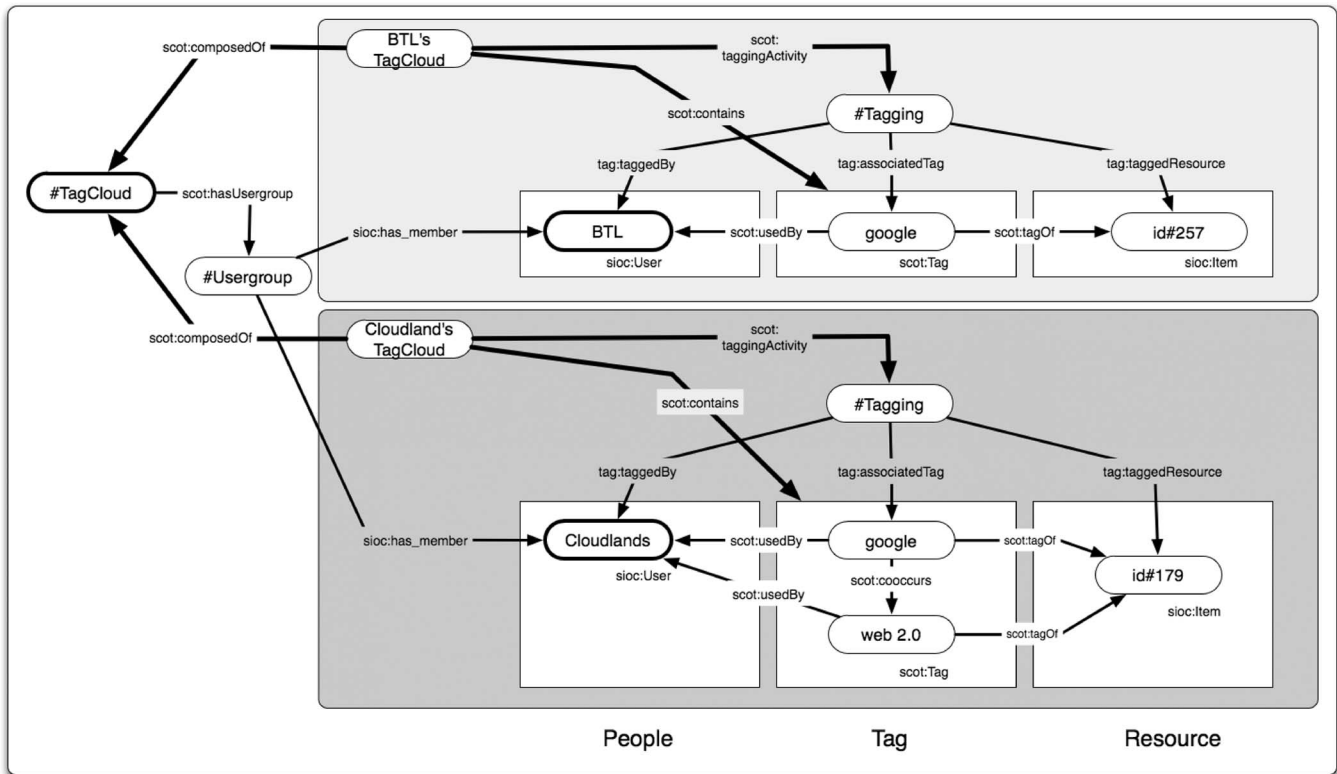 scot:composedOf
BTL's
TagCloud
scot:
taggingActivity
scot:contains
#Tagging
tag:taggedBy
tag:associatedTag
tag:taggedResource
#TagCloud
scot:hasUsergroup
sioc:has_member
BTL
scot:usedBy
google
scot:tagOf
id#257
sioc:User
scot:Tag
sioc:Item
#Usergroup
scot:composedOf
Cloudland's
TagCloud
scot:
taggingActivity
scot:contains
#Tagging
tag:taggedBy
tag:associatedTag
tag:taggedResource
sioc:has_member
Cloudlands
scot:usedBy
google
scot:tagOf
sioc:User
scot:cooccurs
id#179
scot:usedBy
sioc:Item
web 2.0
scot:tagOf
scot:Tag
People
Tag
Resource